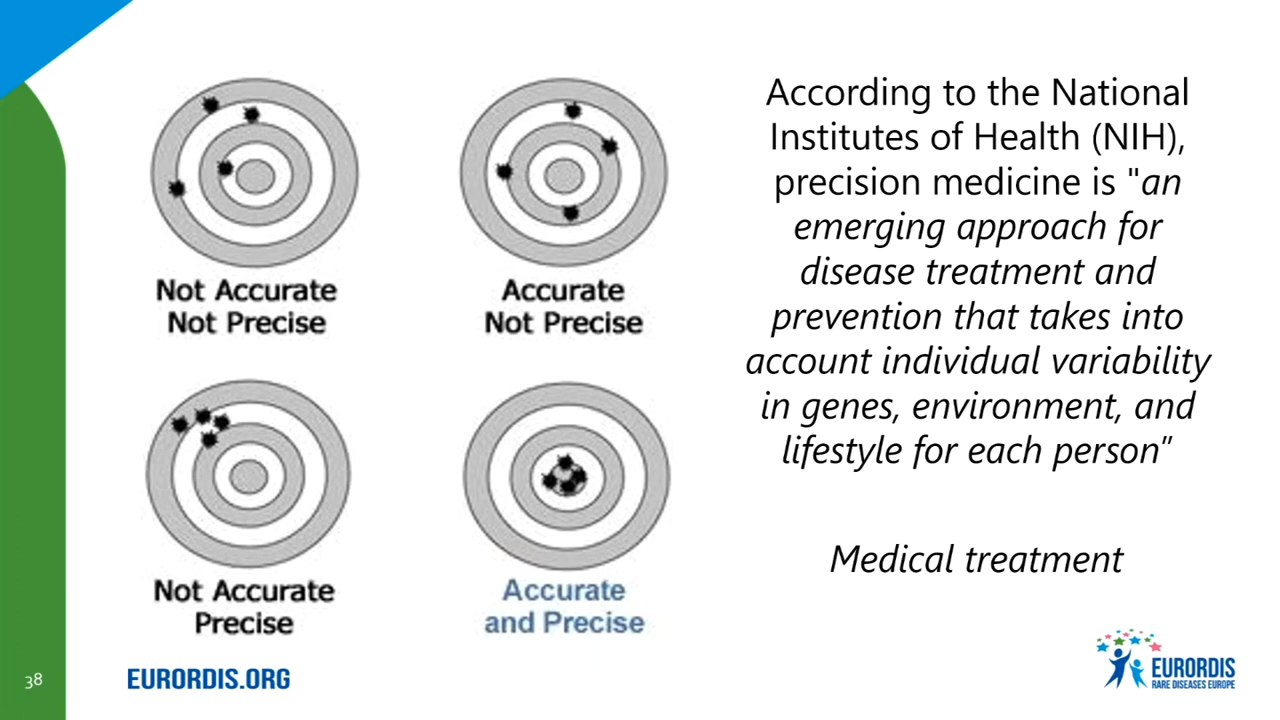 Not Accurate
Not Precise
Accurate
Not Precise
Not Accurate
Precise
Accurate
and Precise
According to the National
Institutes of Health (NIH),
precision medicine is "an
emerging approach for
disease treatment and
prevention that takes into
account individual variability
in genes, environment, and
lifestyle for each person”
Medical treatment
38
EURORDIS.ORG
EURORDIS
RARE DISEASES EUROPE